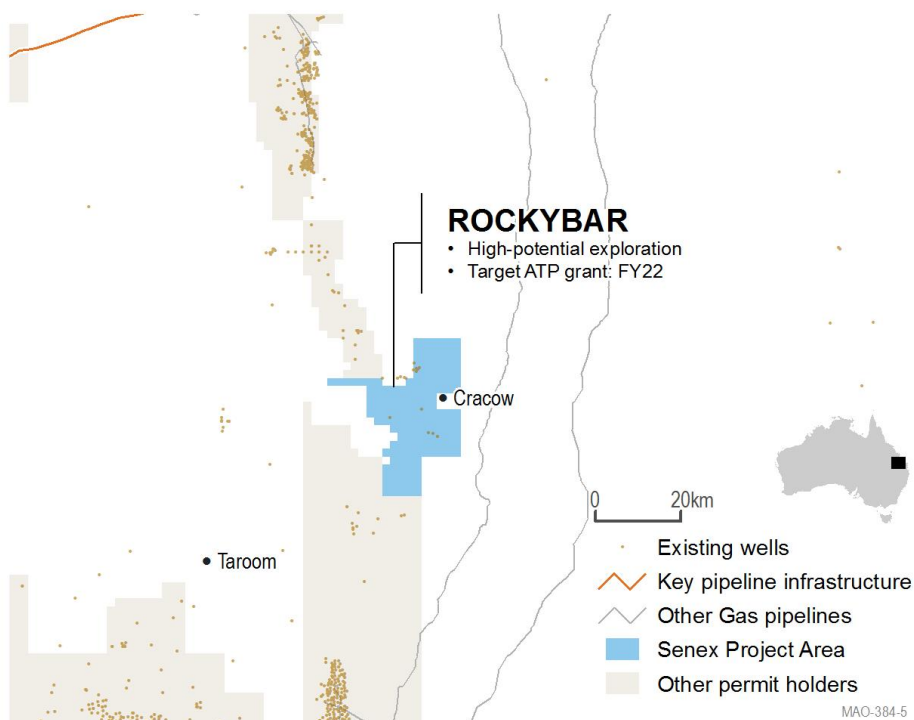 ROCKYBAR
• High-potential exploration
• Target ATP grant: FY22
Cracow
Taroom
0 20km
Existing wells
Key pipeline infrastructure
Other Gas pipelines
Senex Project Area
Other permit holders
MAO-384-5